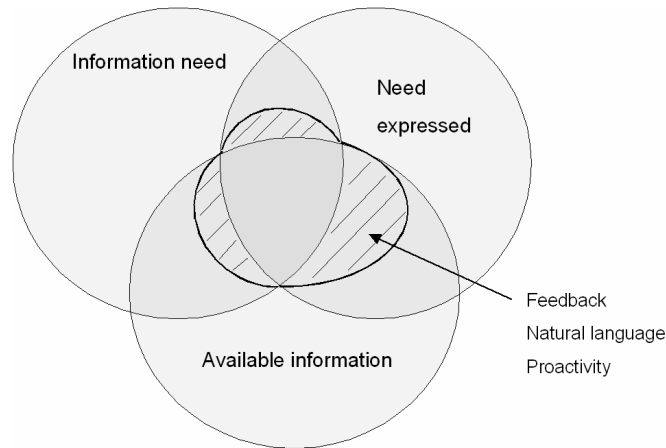 Information need
Need
expressed
Available information
Feedback
Natural language
Proactivity